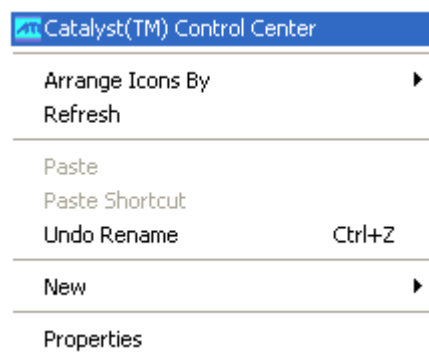 Catalyst(TM) Control Center
Arrange Icons By
Refresh
Paste
Paste Shortcut
Undo Rename Ctrl+Z
New
Properties